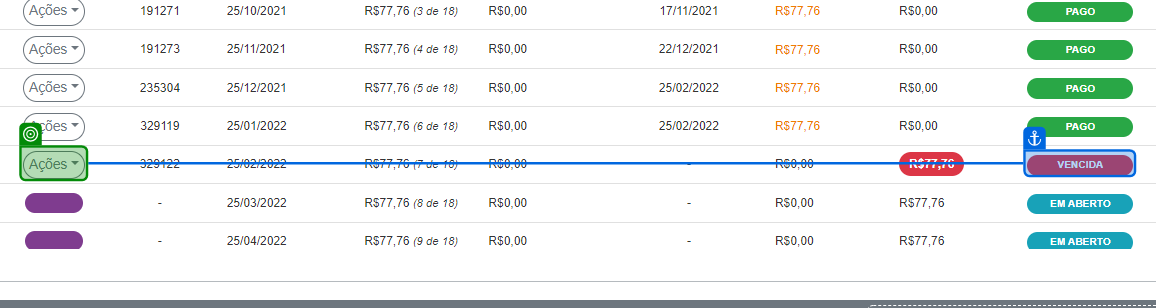 Ações 191271 25/10/2021 R$77,76 (3 de 18) R$0,00 17/11/2021 R$77,76 R$0,00 PAGO
Ações 191273 25/11/2021 R$77,76 (4 de 18) R$0,00 22/12/2021 R$77,76 R$0,00 PAGO
Ações 235304 25/12/2021 R$77,76 (5 de 18) R$0,00 25/02/2022 R$77,76 R$0,00 PAGO
Ações 329119 25/01/2022 R$77,76 (6 de 18) R$0,00 25/02/2022 R$77,76 R$0,00 PAGO
Ações 329122 25/02/2022 R$77,76 (7 de 18) R$0,00 - R$0,00 R$77,76 VENCIDA
- 25/03/2022 R$77,76 (8 de 18) R$0,00 - R$0,00 R$77,76 EM ABERTO
- 25/04/2022 R$77,76 (9 de 18) R$0,00 - R$0,00 R$77,76 EM ABERTO